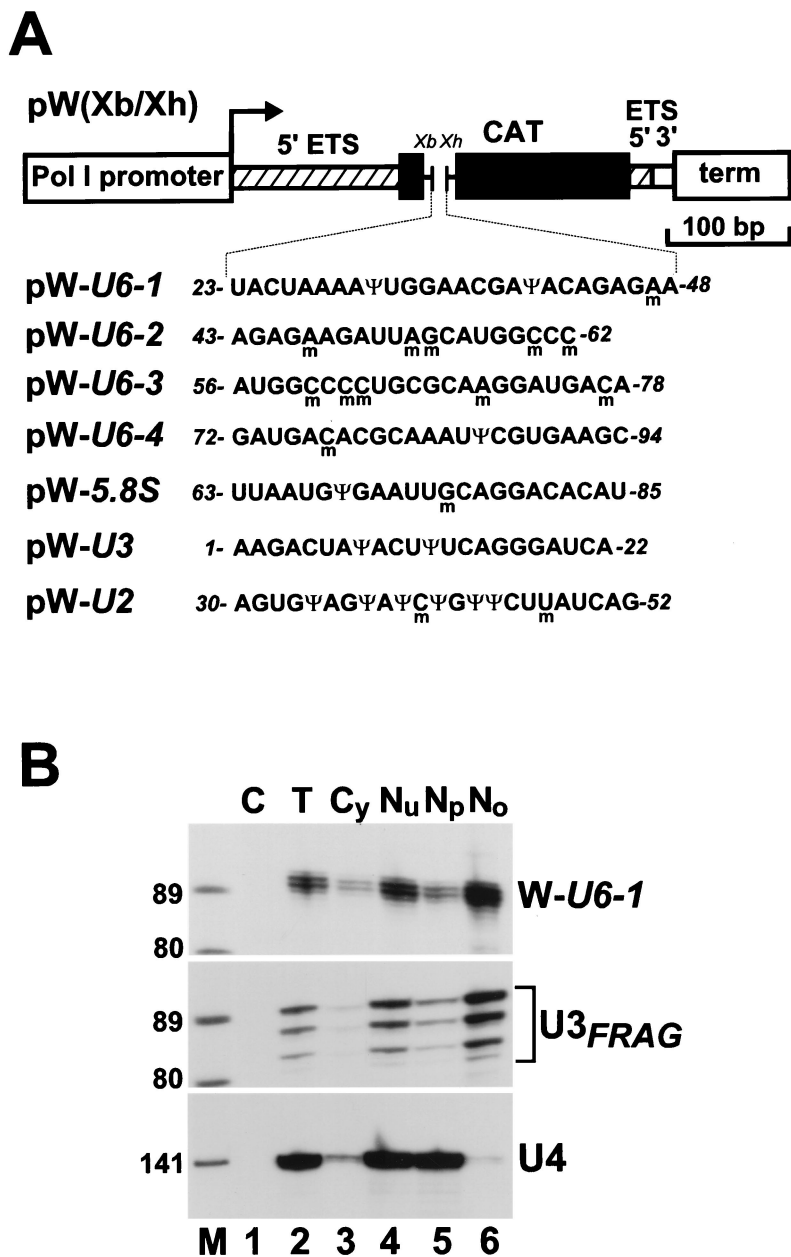 A
pW(Xb/Xh)
5' ETS
Xb Xh
CAT
ETS
5' 3'
Pol I promoter
term
100 bp
pW-U6-1 23- UACUAAAAΨUGGAACGAΨACAGAGAA-48
m
pW-U6-2 43- AGAGAAGAUUAGCAUGGCCC-62
m m m m m
pW-U6-3 56- AUGGCCCCUGCGCAAGGAUGACA-78
m m m m m
pW-U6-4 72- GAUGACACGCAAAUΨCGUGAAGC-94
m
pW-5.8S 63- UUAAUGΨGAAUUGCAGGACACAU-85
m
pW-U3 1- AAGACUAΨACUΨUCAGGGAUCA-22
pW-U2 30- AGUGΨAGΨAΨCΨGΨΨCUUAUCAG-52
m m
B
C T Cy Nu Np No
89
80
W-U6-1
89
80
U3FRAG
141
U4
M 1 2 3 4 5 6